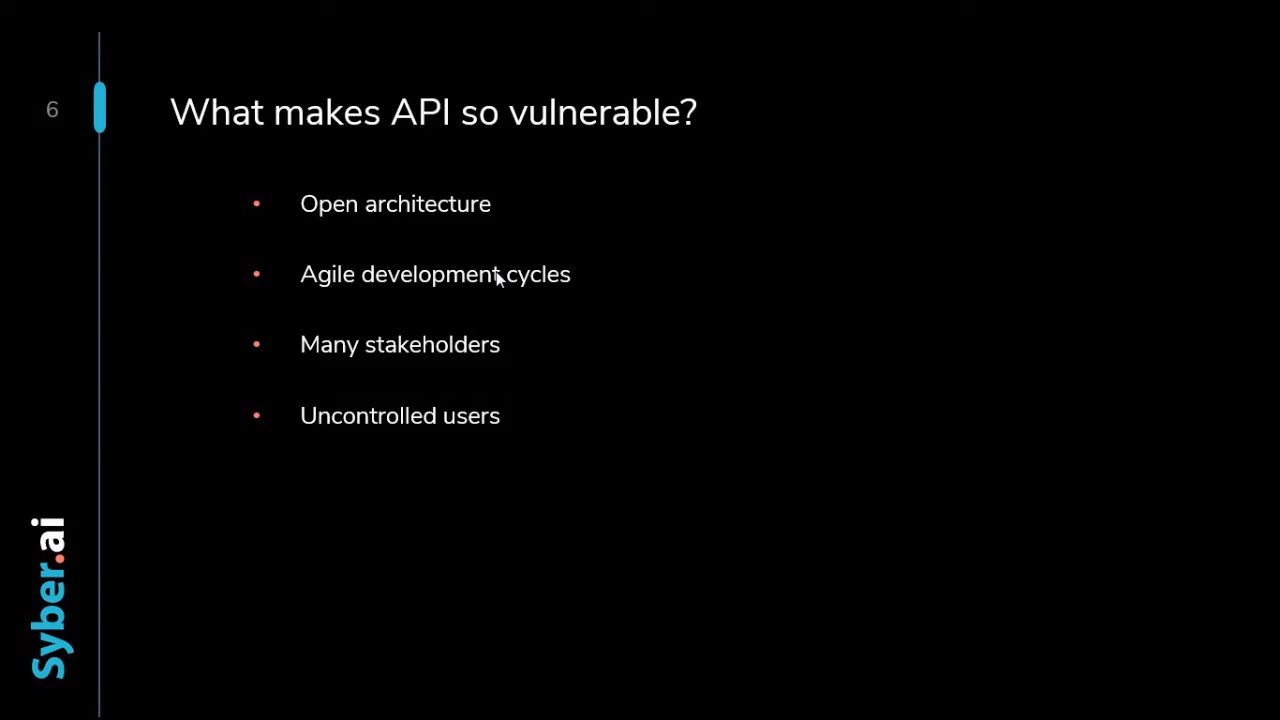 6
What makes API so vulnerable?
• Open architecture
• Agile development cycles
• Many stakeholders
• Uncontrolled users
Syber.ai